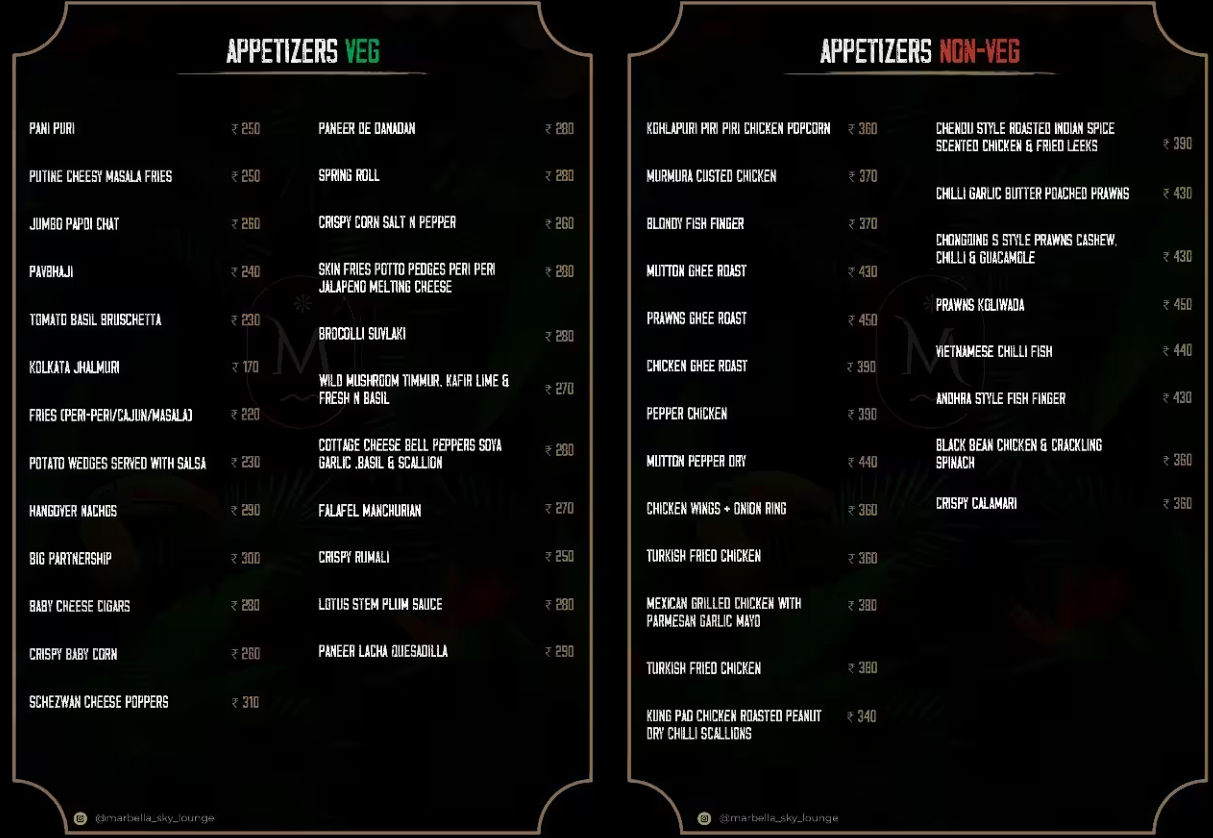 APPETIZERS VEG
PANI PURI ₹ 250
PUTINE CHEESY MASALA FRIES ₹ 250
JUMBO PAPDI CHAT ₹ 260
PAVBHAJI ₹ 240
TOMATO BASIL BRUSCHETTA ₹ 230
KOLKATA JHALMURI ₹ 170
FRIES (PERI-PERI/CAJUN/MASALA) ₹ 220
POTATO WEDGES SERVED WITH SALSA ₹ 230
HANGOVER NACHOS ₹ 290
BIG PARTNERSHIP ₹ 300
BABY CHEESE CIGARS ₹ 280
CRISPY BABY CORN ₹ 260
SCHEZWAN CHEESE POPPERS ₹ 310
PANEER DE DANADAN ₹ 280
SPRING ROLL ₹ 280
CRISPY CORN SALT N PEPPER ₹ 260
SKIN FRIES POTTO PEDGES PERI PERI
JALAPENO MELTING CHEESE ₹ 280
BROCOLLI SUVLAKI ₹ 280
WILD MUSHROOM TIMMUR, KAFIR LIME &
FRESH N BASIL ₹ 270
COTTAGE CHEESE BELL PEPPERS SOYA
GARLIC ,BASIL & SCALLION ₹ 280
FALAFEL MANCHURIAN ₹ 270
CRISPY RUMALI ₹ 250
LOTUS STEM PLUM SAUCE ₹ 280
PANEER LACHA QUESADILLA ₹ 290
M
@marbella_sky_lounge
APPETIZERS NON-VEG
KOHLAPURI PIRI PIRI CHICKEN POPCORN ₹ 360
MURMURA CUSTED CHICKEN ₹ 370
BLONDY FISH FINGER ₹ 370
MUTTON GHEE ROAST ₹ 430
PRAWNS GHEE ROAST ₹ 450
CHICKEN GHEE ROAST ₹ 390
PEPPER CHICKEN ₹ 390
MUTTON PEPPER DRY ₹ 440
CHICKEN WINGS + ONION RING ₹ 360
TURKISH FRIED CHICKEN ₹ 360
MEXICAN GRILLED CHICKEN WITH
PARMESAN GARLIC MAYO ₹ 380
TURKISH FRIED CHICKEN ₹ 380
KUNG PAO CHICKEN ROASTED PEANUT
DRY CHILLI SCALLIONS ₹ 340
CHENDU STYLE ROASTED INDIAN SPICE
SCENTED CHICKEN & FRIED LEEKS ₹ 390
CHILLI GARLIC BUTTER POACHED PRAWNS ₹ 430
CHONGDING S STYLE PRAWNS CASHEW,
CHILLI & GUACAMOLE ₹ 430
PRAWNS KOLIWADA ₹ 450
VIETNAMESE CHILLI FISH ₹ 440
ANDHRA STYLE FISH FINGER ₹ 430
BLACK BEAN CHICKEN & CRACKLING
SPINACH ₹ 360
CRISPY CALAMARI ₹ 360
M
@marbella_sky_lounge